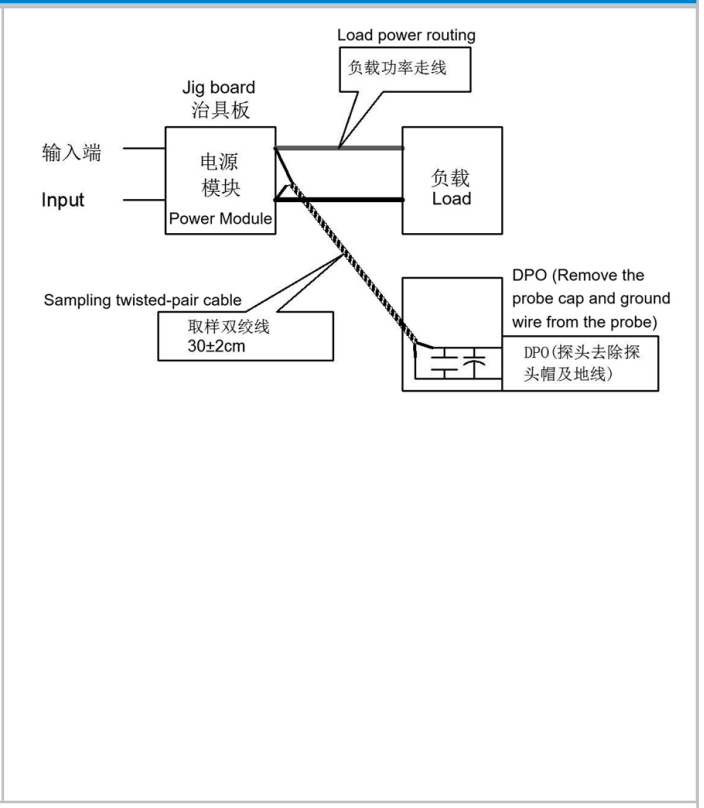 Load power routing
负载功率走线
Jig board
治具板
输入端
Input
电源
模块
Power Module
负载
Load
Sampling twisted-pair cable
取样双绞线
30±2cm
DPO (Remove the
probe cap and ground
wire from the probe)
DPO(探头去除探
头帽及地线)